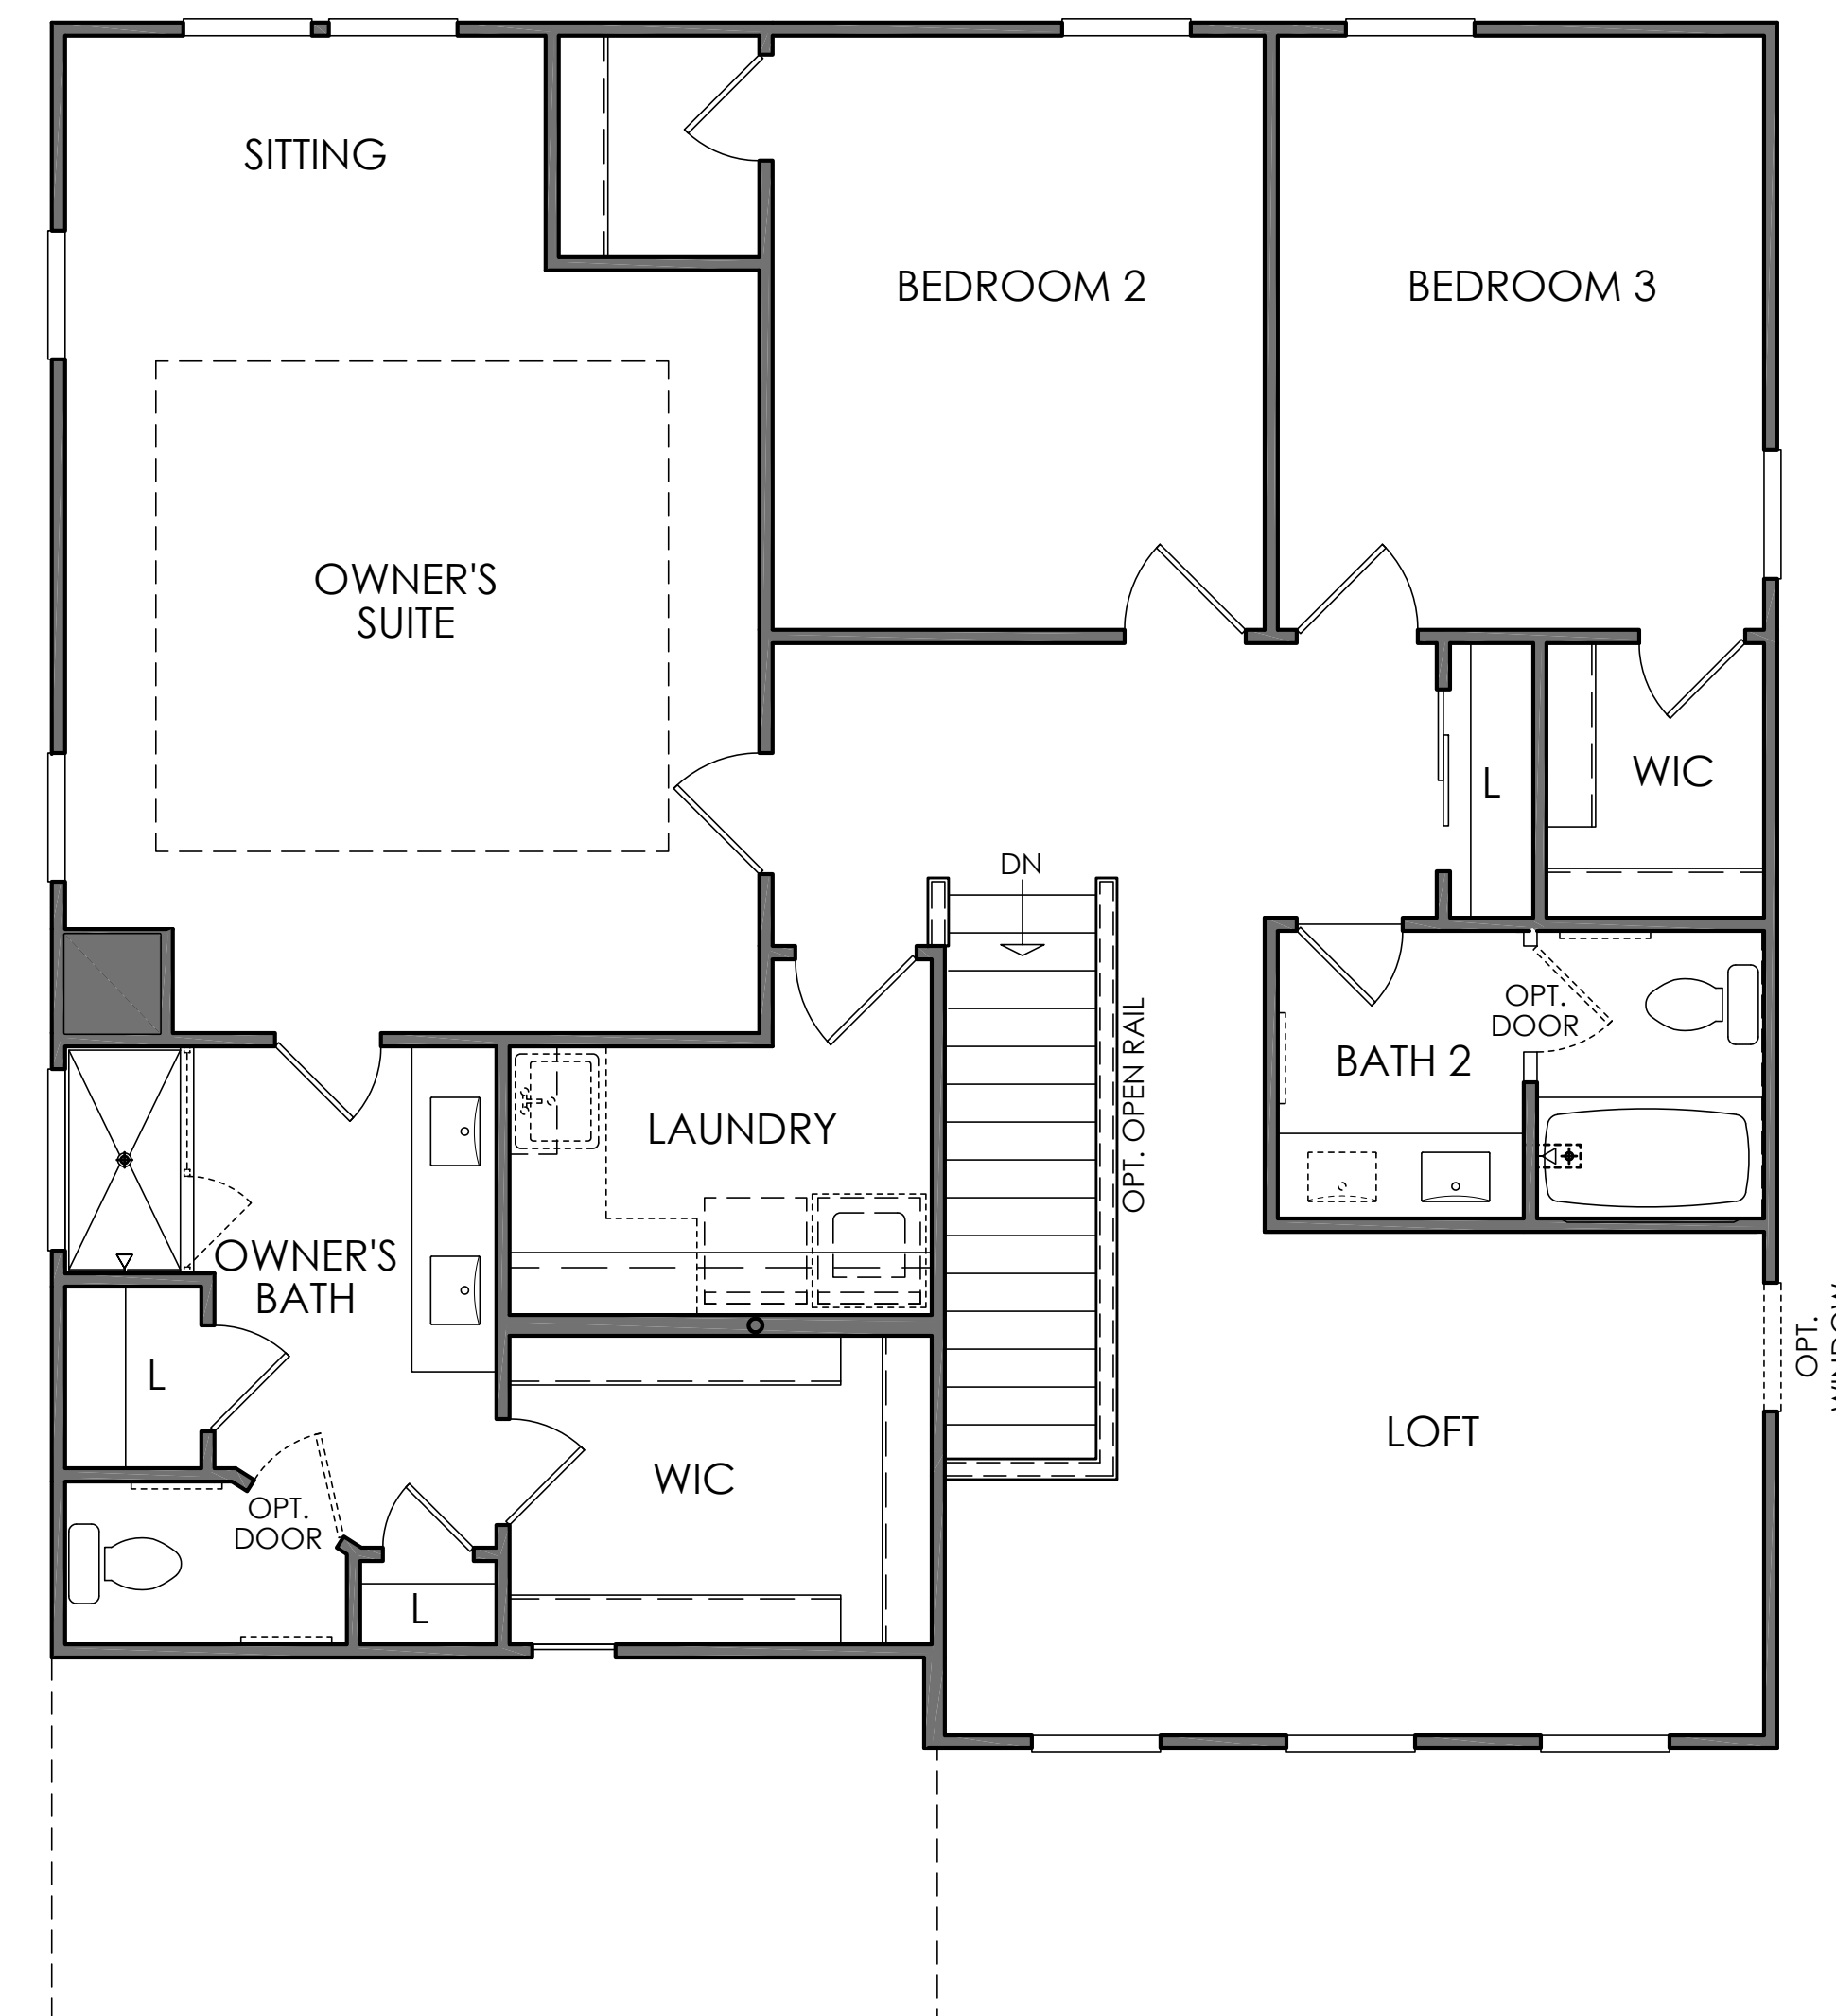 SITTING
BEDROOM 2
BEDROOM 3
OWNER'S
SUITE
WIC
L
DN
OPT.
DOOR
OPT. OPEN RAIL
BATH 2
LAUNDRY
OWNER'S
BATH
OPT.
WINDOW
L
LOFT
WIC
OPT.
DOOR
L